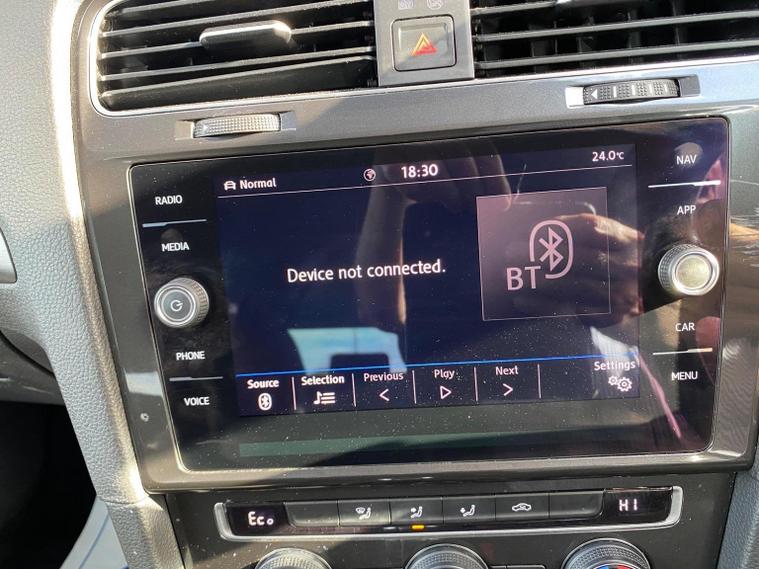 Normal
18:30
24.0°C
RADIO
MEDIA
PHONE
VOICE
NAV
APP
CAR
MENU
Device not connected.
BT
Source
Selection
Previous
Play
Next
Settings
Eco
HI